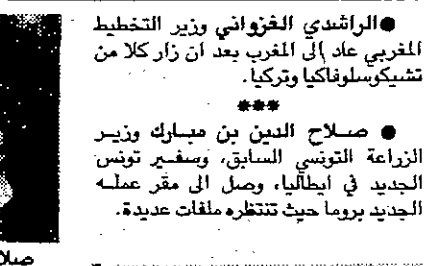 ●الراشدي الغزواني وزير التخطيط
المغربي عاد إلى المغرب بعد ان زار كلا من
تشيكوسلوفاكيا وتركيا.
***
● صلاح الدين بن مبارك وزير
الزراعة التونسي السابق، وسفير تونس
الجديد في ايطاليا، وصل الى مقر عمله
الجديد بروما حيث تنتظره ملفات عديدة.
صلا